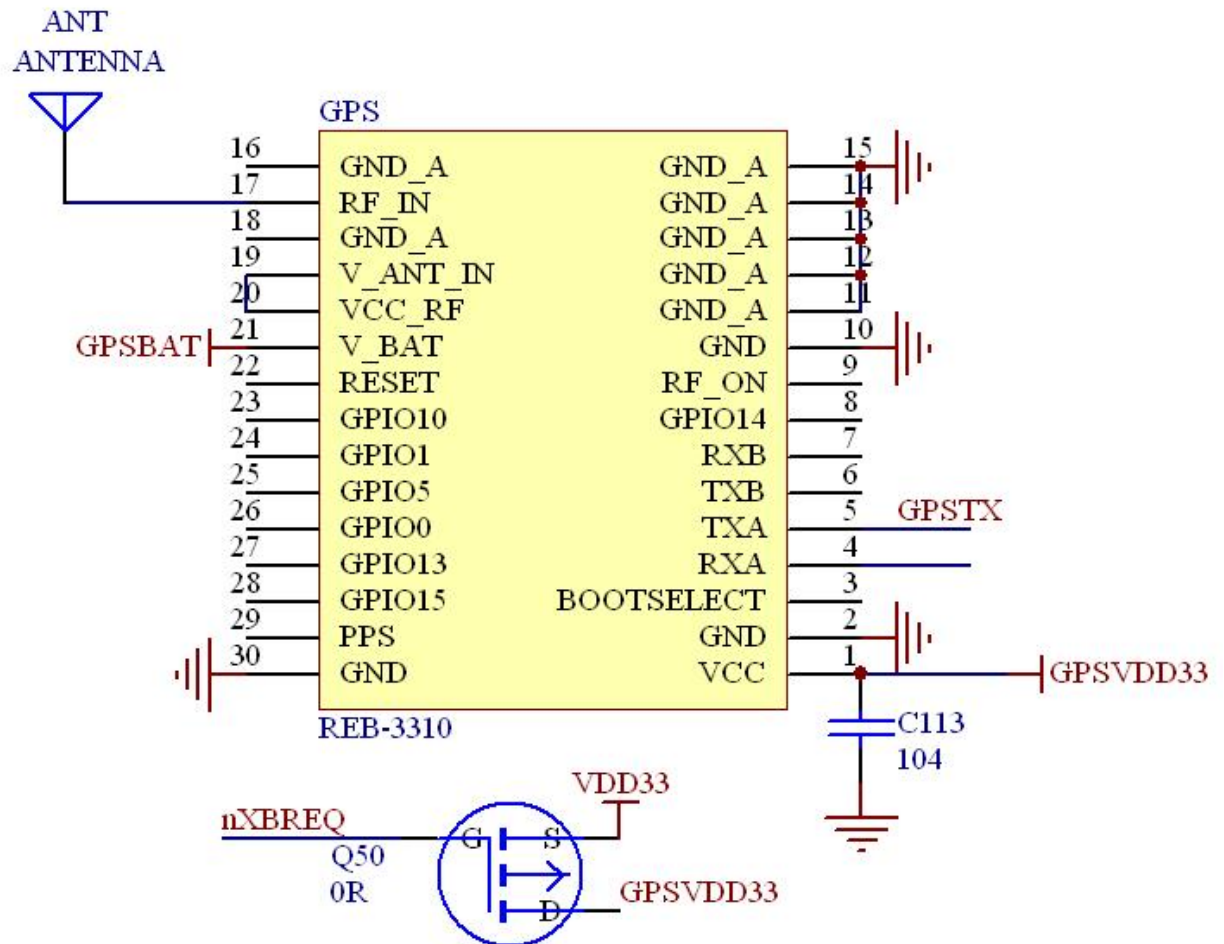 ANT
ANTENNA
GPS
16 GND_A GND_A 15
17 RF_IN GND_A 14
18 GND_A GND_A 13
19 V_ANT_IN GND_A 12
20 VCC_RF GND_A 11
GPSBAT 21 V_BAT GND 10
22 RESET RF_ON 9
23 GPIO10 GPIO14 8
24 GPIO1 RXB 7
25 GPIO5 TXB 6
26 GPIO0 TXA 5 GPSTX
27 GPIO13 RXA 4
28 GPIO15 BOOTSELECT 3
29 PPS GND 2
30 GND VCC 1 GPSVDD33
REB-3310
C113
104
VDD33
nXBREQ G S
Q50
0R
D GPSVDD33